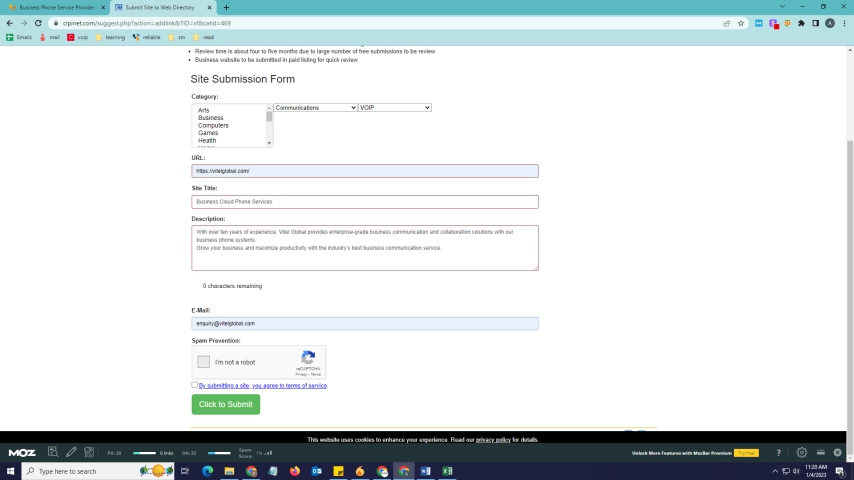 Business Phone Service Provider
Submit Site to Web Directory
cipinet.com/suggest.php?action=addlink&TID=sf&catid=469
Emails
mail
voip
learning
reliable
sm
read
Review time is about four to five months due to large number of free submissions to be review.
Business website to be submitted in paid listing for quick review.
Site Submission Form
Category:
Arts
Business
Computers
Games
Health
Communications
VOIP
URL:
https://vitelglobal.com/
Site Title:
Business Cloud Phone Services
Description:
With over ten years of experience, Vitel Global provides enterprise-grade business communication and collaboration solutions with our
business phone systems.
Grow your business and maximize productivity with the industry's best business communication service.
0 characters remaining
E-Mail:
enquiry@vitelglobal.com
Spam Prevention:
I'm not a robot
reCAPTCHA
Privacy - Terms
By submitting a site, you agree to terms of service.
Click to Submit
This website uses cookies to enhance your experience. Read our privacy policy for details.
MOZ
PA: 28
0 links
DA: 33
Spam
Score:
1%
Unlock More Features with MozBar Premium
Try free
Type here to search
11:20 AM
1/4/2023